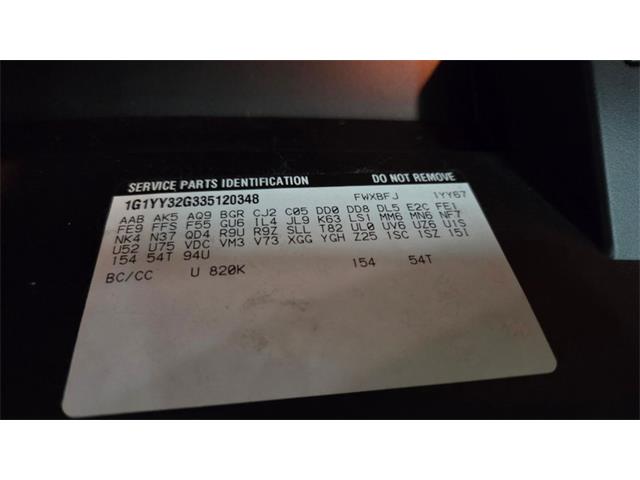 SERVICE PARTS IDENTIFICATION DO NOT REMOVE
1G1YY32G335120348 FWXBFJ 1YY67
AAB AK5 AQ9 BGR CJ2 C05 DD0 DD8 DL5 E2C FE1
FE9 FFS F55 GU6 IL4 JL9 K63 LS1 MM6 MN6 NF7
NK4 N37 QD4 R9U R9Z SLL T82 UL0 UV6 UZ6 U1S
U52 U75 VDC VM3 V73 XGG YGH Z25 1SC 1SZ 15I
154 54T 94U
BC/CC U 820K 154 54T